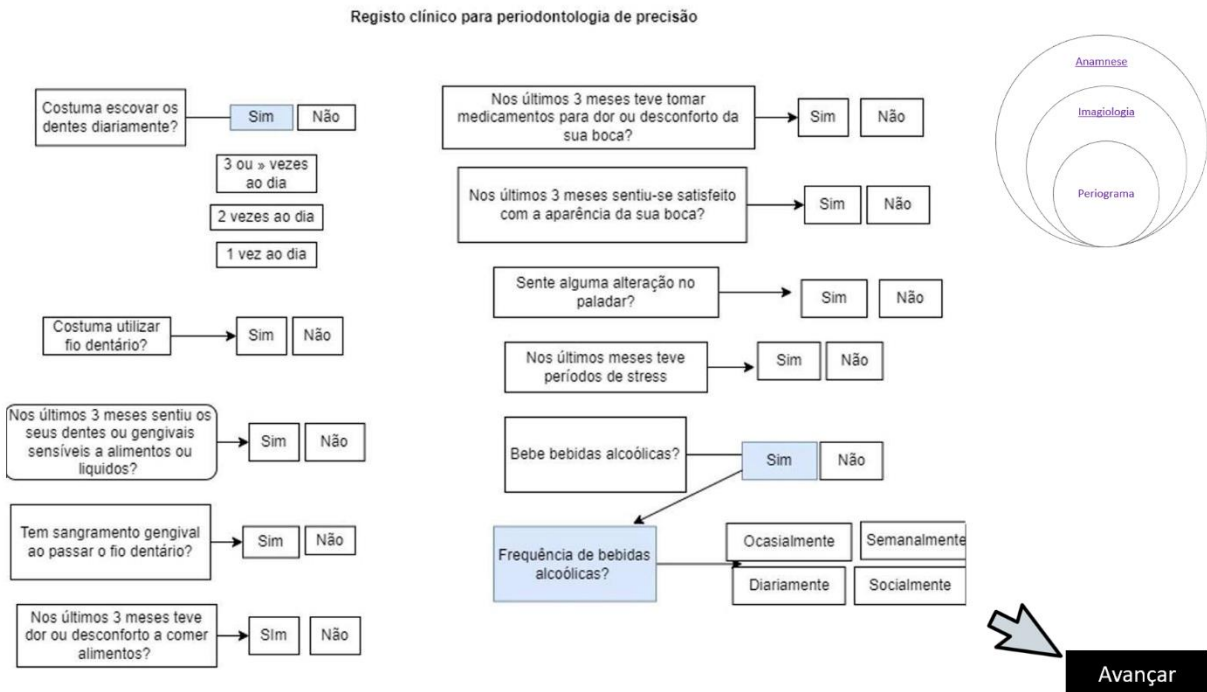 Registo clínico para periodontologia de precisão
Costuma escovar os
dentes diariamente?
Sim
Não
3 ou » vezes
ao dia
2 vezes ao dia
1 vez ao dia
Costuma utilizar
fio dentário?
Sim
Não
Nos últimos 3 meses sentiu os
seus dentes ou gengivais
sensíveis a alimentos ou
liquidos?
Sim
Não
Tem sangramento gengival
ao passar o fio dentário?
Sim
Não
Nos últimos 3 meses teve
dor ou desconforto a comer
alimentos?
SIm
Não
Nos últimos 3 meses teve tomar
medicamentos para dor ou desconforto da
sua boca?
Sim
Não
Nos últimos 3 meses sentiu-se satisfeito
com a aparência da sua boca?
Sim
Não
Sente alguma alteração no
paladar?
Sim
Não
Nos últimos meses teve
períodos de stress
Sim
Não
Bebe bebidas alcoólicas?
Sim
Não
Frequência de bebidas
alcoólicas?
Ocasialmente
Semanalmente
Diariamente
Socialmente
Anamnese
Imagiologia
Periograma
Avançar